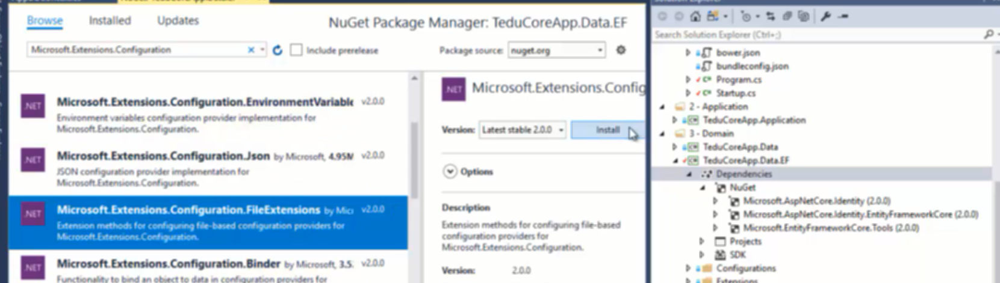 Browse
Installed
Updates
NuGet Package Manager: TeduCoreApp.Data.EF
Microsoft.Extensions.Configuration
Include prerelease
Package source:
nuget.org
.NET
Microsoft.Extensions.Configuration.EnvironmentVariable
v2.0.0
Environment variables configuration provider implementation for
Microsoft.Extensions.Configuration.
.NET
Microsoft.Extensions.Configuration.Json by Microsoft, 4.95M
v2.0.0
JSON configuration provider implementation for
Microsoft.Extensions.Configuration.
.NET
Microsoft.Extensions.Configuration.FileExtensions by Micr
v2.0.0
Extension methods for configuring file-based configuration providers for
Microsoft.Extensions.Configuration.
.NET
Microsoft.Extensions.Configuration.Binder by Microsoft, 3.5
v2.0.0
Functionality to bind an object to data in configuration providers for
.NET
Microsoft.Extensions.Config
Version:
Latest stable 2.0.0
Install
Options
Description
Extension methods for configuring file-based
configuration providers for
Microsoft.Extensions.Configuration.
Version:
2.0.0
Solution Explorer
Search Solution Explorer (Ctrl+;)
bower.json
bundleconfig.json
C# Program.cs
C# Startup.cs
2 - Application
C# TeduCoreApp.Application
3 - Domain
C# TeduCoreApp.Data
C# TeduCoreApp.Data.EF
Dependencies
NuGet
Microsoft.AspNetCore.Identity (2.0.0)
Microsoft.AspNetCore.Identity.EntityFrameworkCore (2.0.0)
Microsoft.EntityFrameworkCore.Tools (2.0.0)
Projects
SDK
Configurations
Extensions